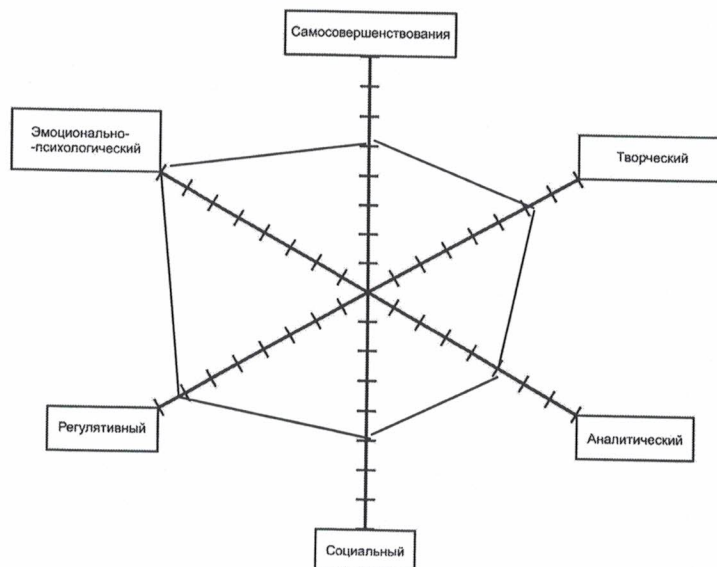 Самосовершенствования
Эмоционально-
-психологический
Творческий
Регулятивный
Аналитический
Социальный